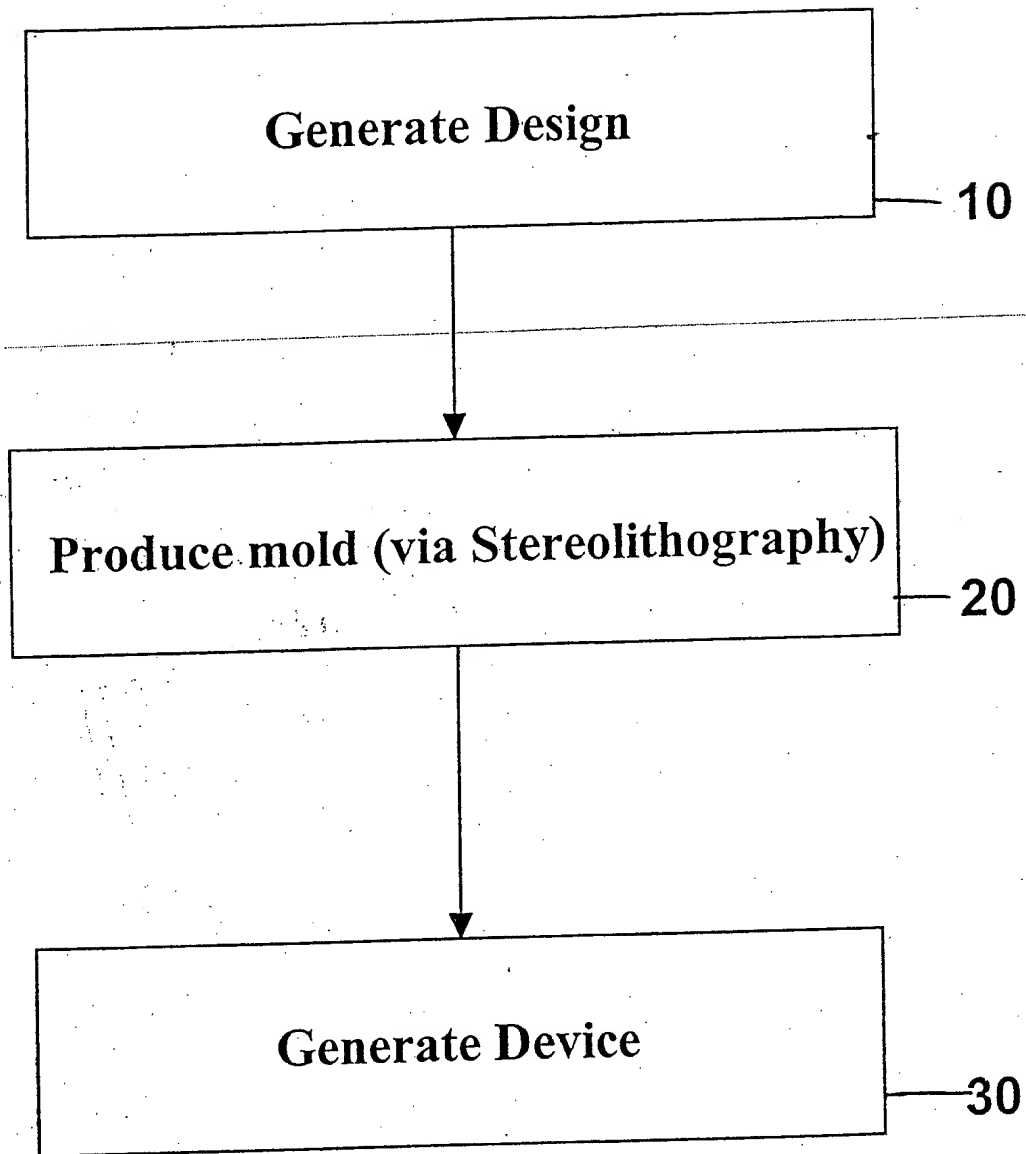 Generate Design
10
Produce mold (via Stereolithography)
20
Generate Device
30